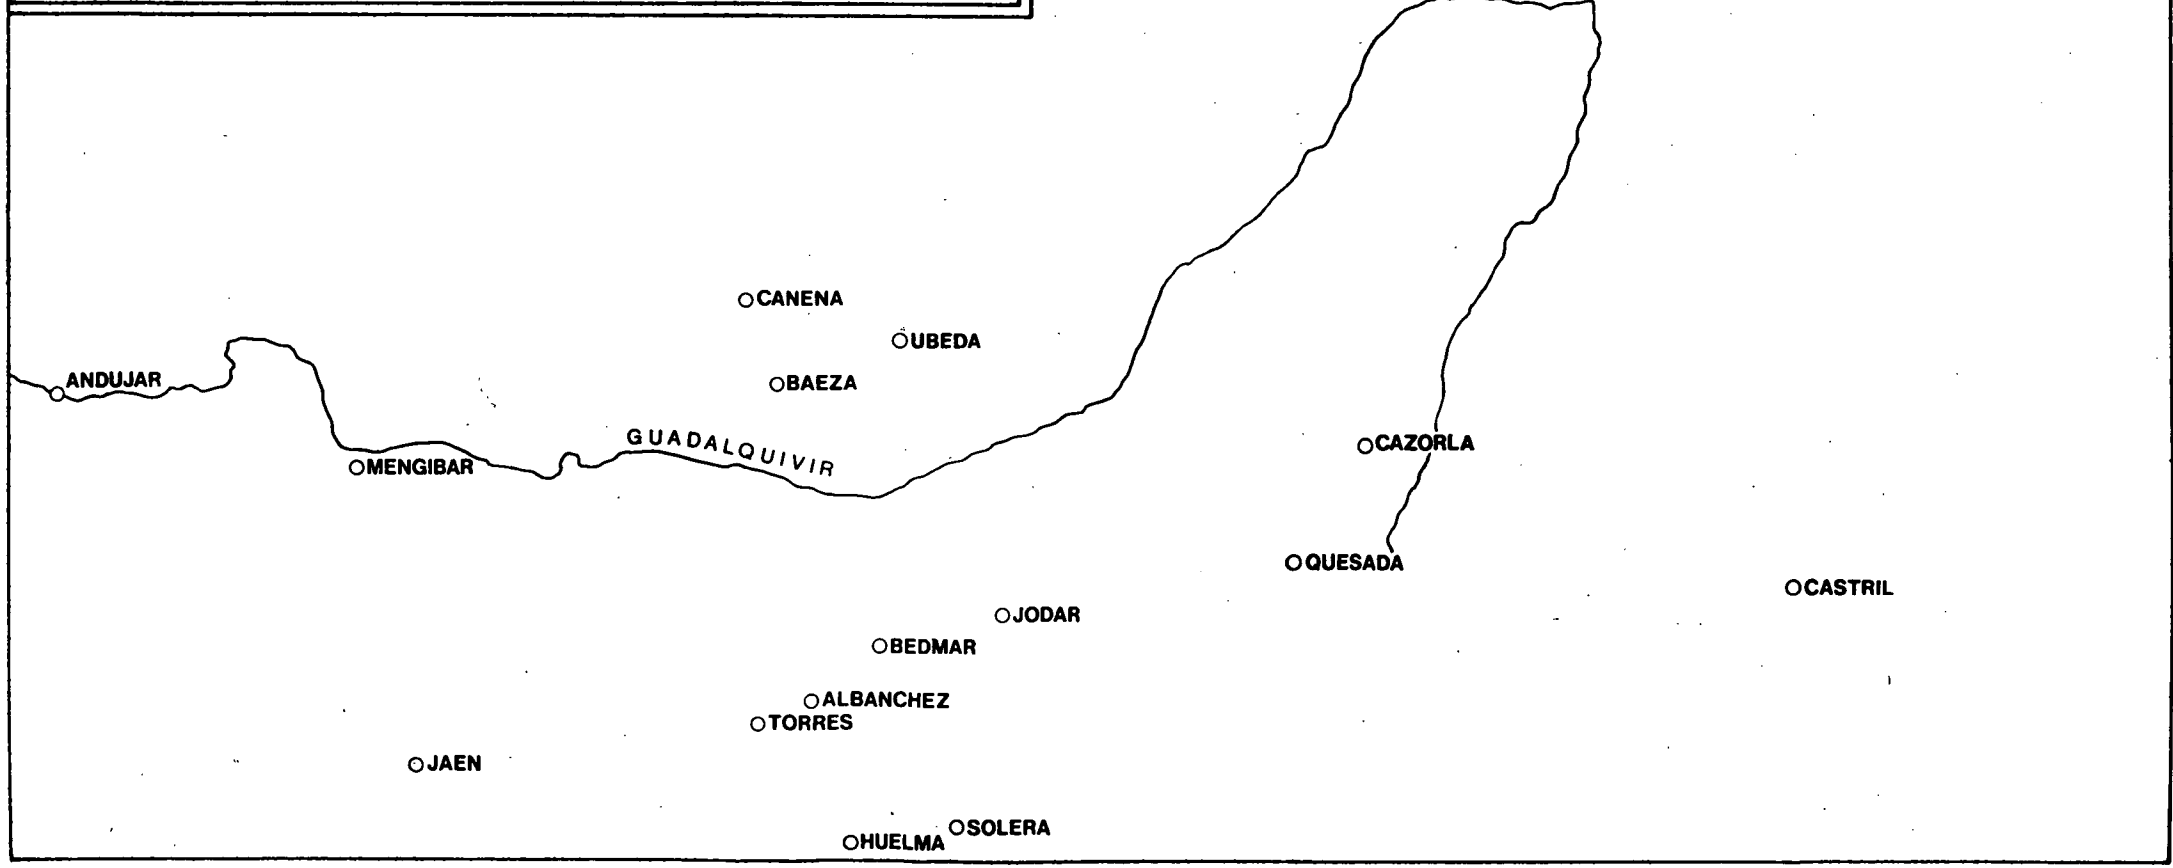 CANENA
UBEDA
ANDUJAR
BAEZA
GUADALQUIVIR
CAZORLA
MENGIBAR
QUESADA
CASTRIL
JODAR
BEDMAR
ALBANCHEZ
TORRES
JAEN
SOLERA
HUELMA